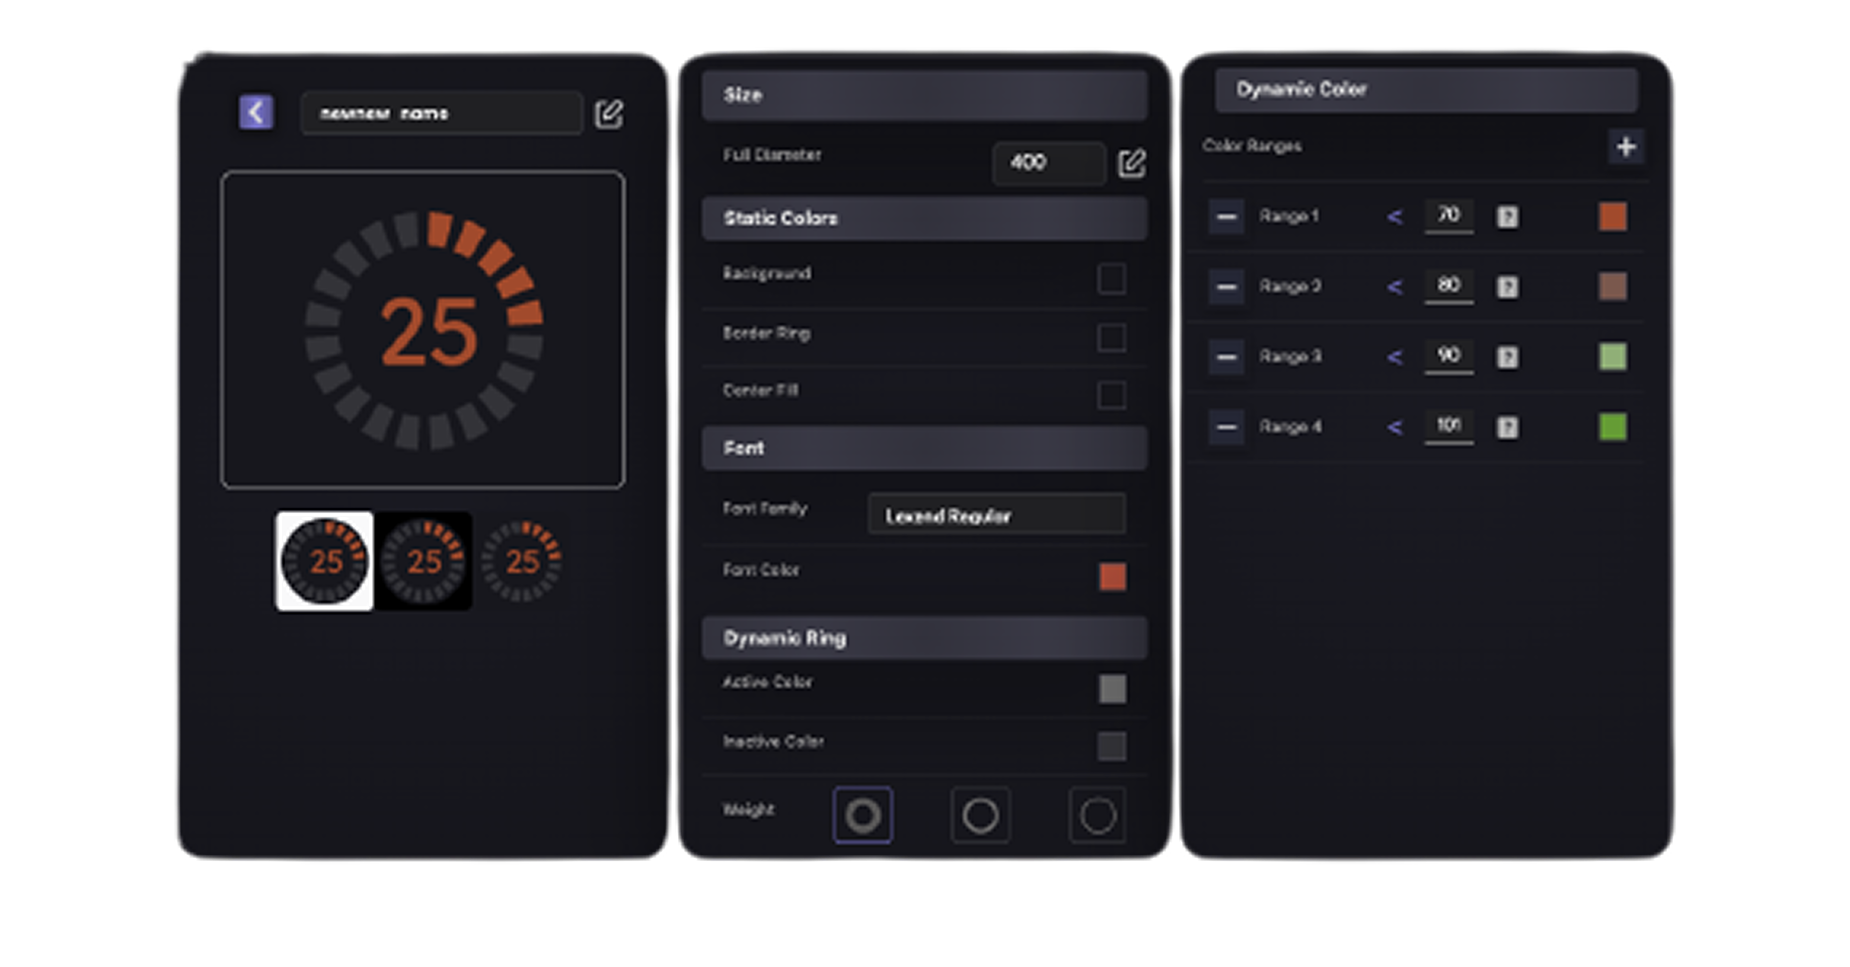 newnew name
25
25 25 25
Size
Full Diameter 400
Static Colors
Background
Border Ring
Center Fill
Font
Font Family Lexend Regular
Font Color
Dynamic Ring
Active Color
Inactive Color
Weight
Dynamic Color
Color Ranges +
Range 1 < 70 ?
Range 2 < 80 ?
Range 3 < 90 ?
Range 4 < 101 ?